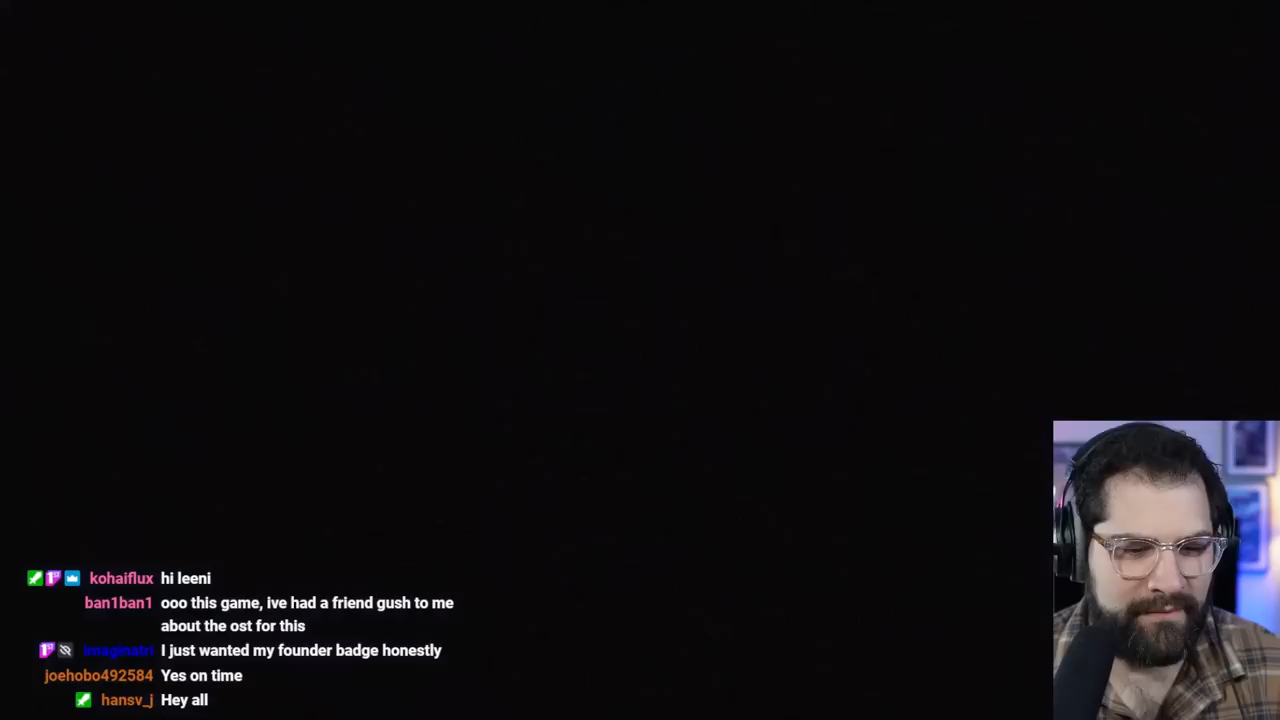 kohaiflux hi leeni
ban1ban1 ooo this game, ive had a friend gush to me
about the ost for this
imaginatri I just wanted my founder badge honestly
joehobo492584 Yes on time
hansv_j Hey all